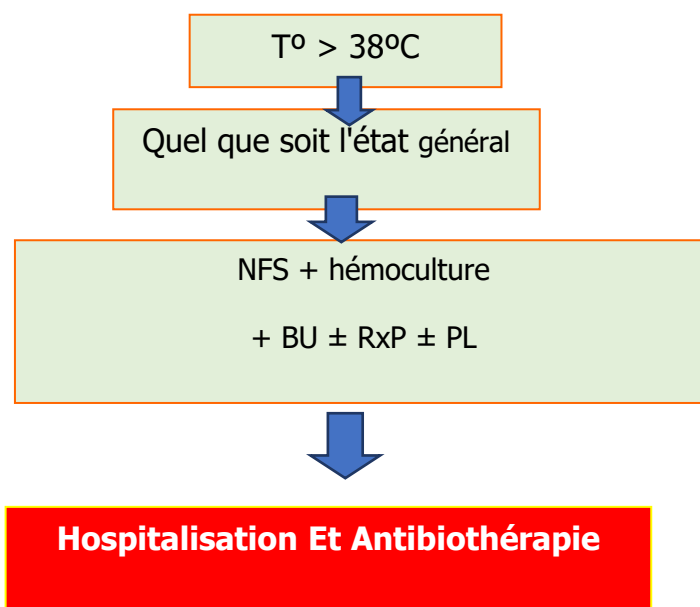 Tº > 38ºC
Quel que soit l'état général
NFS + hémoculture
+ BU ± RxP ± PL
Hospitalisation Et Antibiothérapie